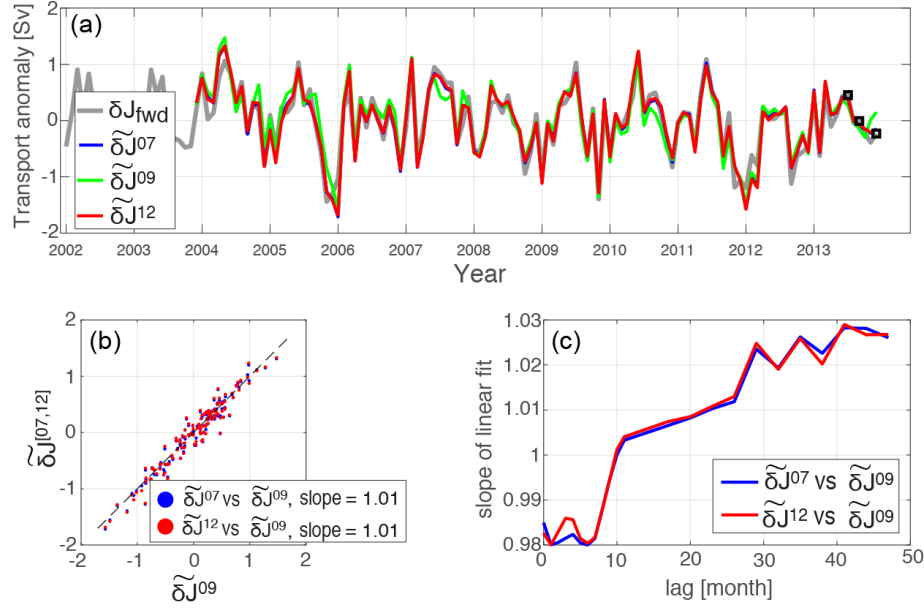 (a)
Transport anomaly [Sv]
2
1
0
-1
-2
δJfwd
δJ̃07
δJ̃09
δJ̃12
2002 2003 2004 2005 2006 2007 2008 2009 2010 2011 2012 2013
Year
(b)
δJ̃[07,12]
2
1
0
-1
-2
δJ̃07 vs δJ̃09, slope = 1.01
δJ̃12 vs δJ̃09, slope = 1.01
-2 -1 0 1 2
δJ̃09
(c)
slope of linear fit
1.03
1.02
1.01
1
0.99
0.98
δJ̃07 vs δJ̃09
δJ̃12 vs δJ̃09
0 10 20 30 40 50
lag [month]